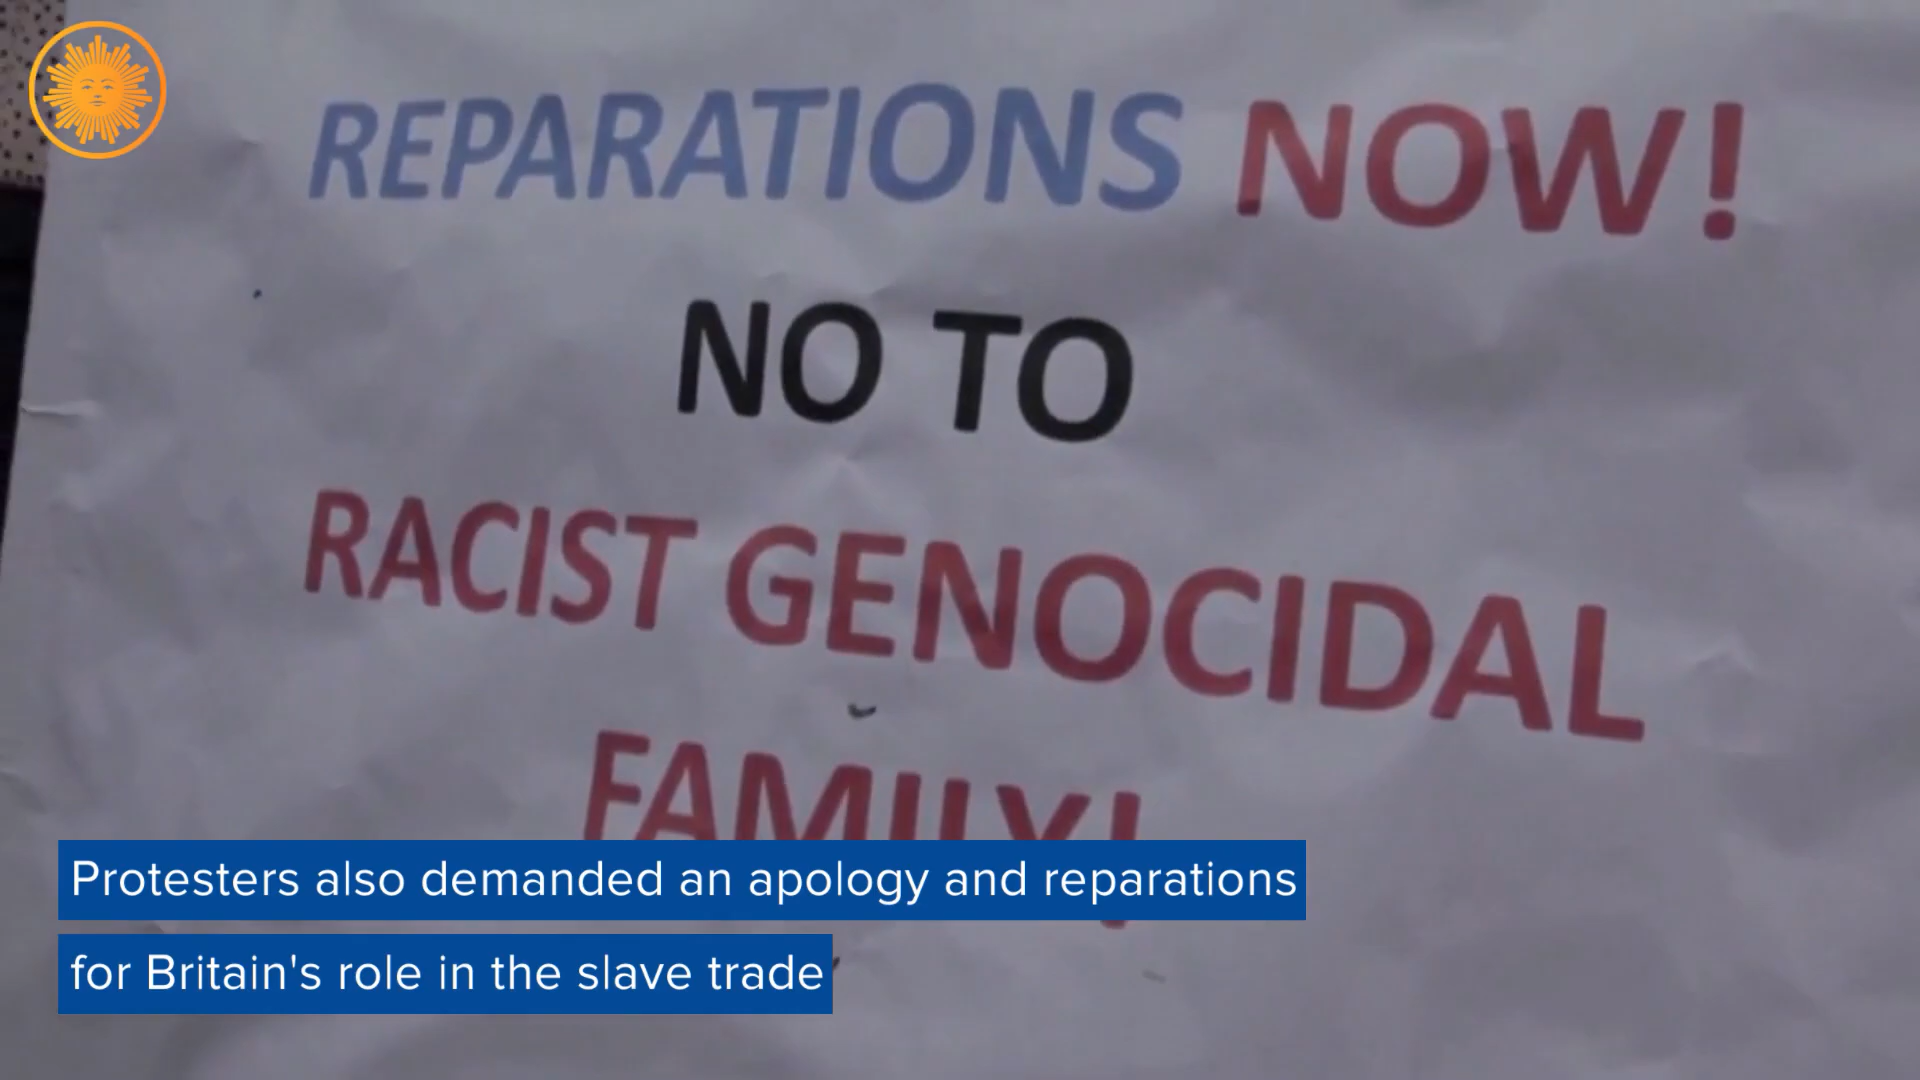 REPARATIONS NOW!
NO TO
RACIST GENOCIDAL
FAMILY!
Protesters also demanded an apology and reparations
for Britain's role in the slave trade